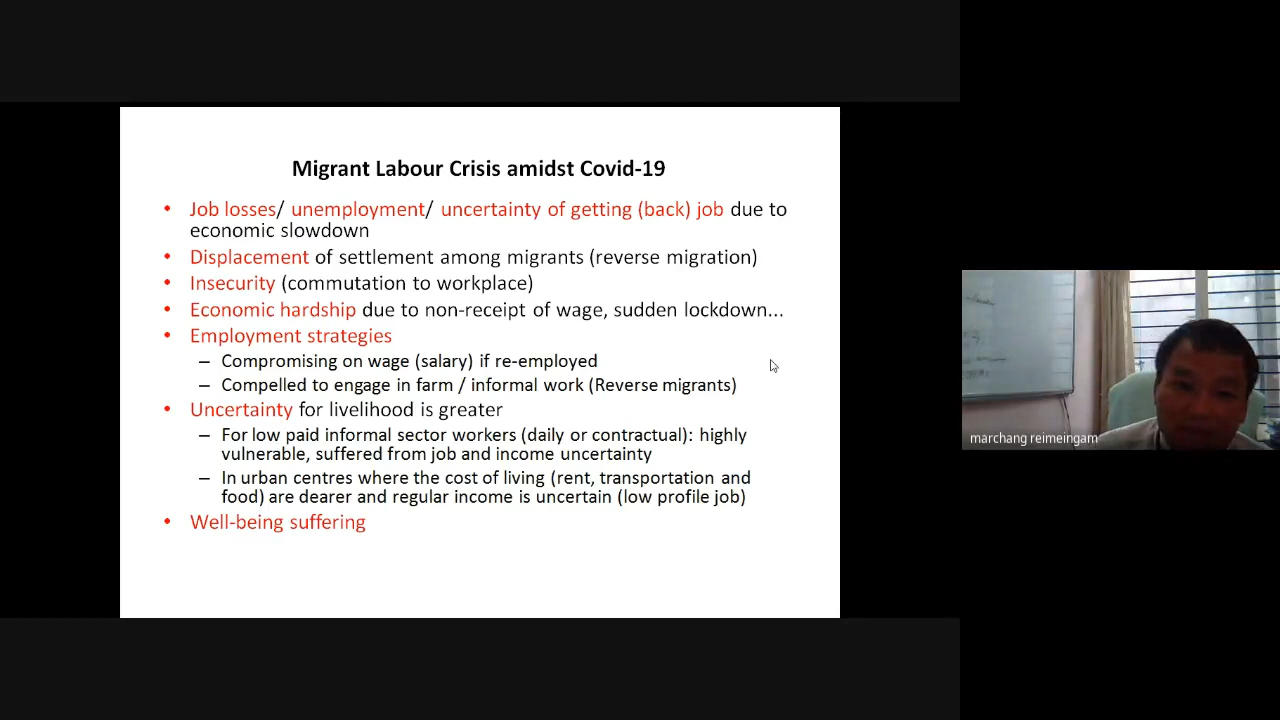 Migrant Labour Crisis amidst Covid-19
• Job losses/ unemployment/ uncertainty of getting (back) job due to
economic slowdown
• Displacement of settlement among migrants (reverse migration)
• Insecurity (commutation to workplace)
• Economic hardship due to non-receipt of wage, sudden lockdown...
• Employment strategies
– Compromising on wage (salary) if re-employed
– Compelled to engage in farm / informal work (Reverse migrants)
• Uncertainty for livelihood is greater
– For low paid informal sector workers (daily or contractual): highly
vulnerable, suffered from job and income uncertainty
– In urban centres where the cost of living (rent, transportation and
food) are dearer and regular income is uncertain (low profile job)
• Well-being suffering
marchang reimeingam